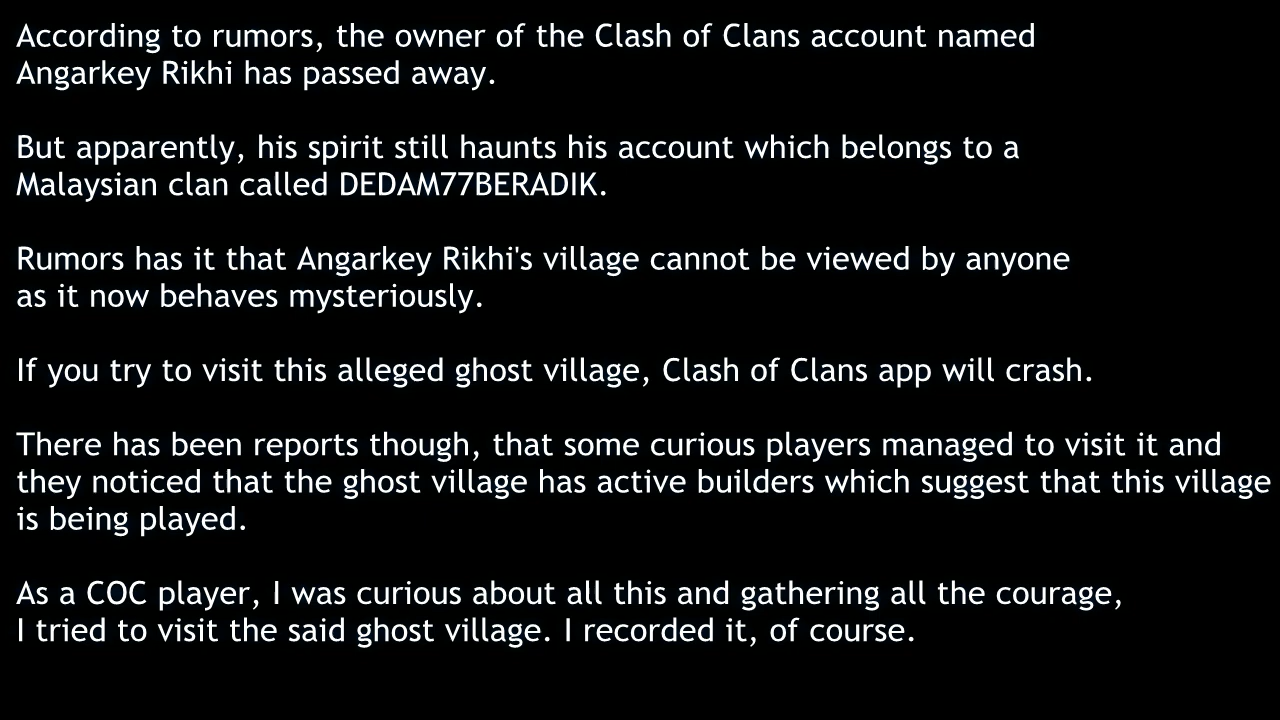 According to rumors, the owner of the Clash of Clans account named
Angarkey Rikhi has passed away.
But apparently, his spirit still haunts his account which belongs to a
Malaysian clan called DEDAM77BERADIK.
Rumors has it that Angarkey Rikhi's village cannot be viewed by anyone
as it now behaves mysteriously.
If you try to visit this alleged ghost village, Clash of Clans app will crash.
There has been reports though, that some curious players managed to visit it and
they noticed that the ghost village has active builders which suggest that this village
is being played.
As a COC player, I was curious about all this and gathering all the courage,
I tried to visit the said ghost village. I recorded it, of course.